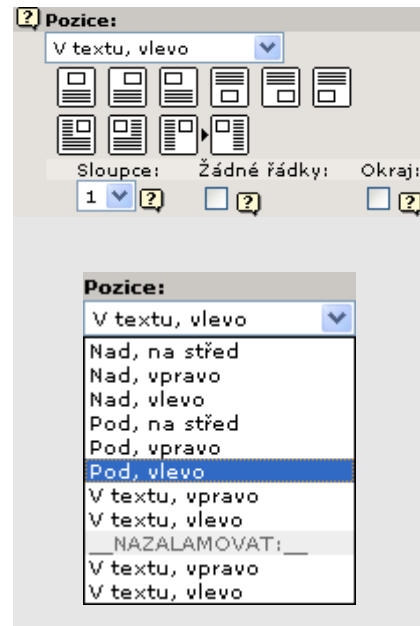 Pozice:
V textu, vlevo
Sloupce: Žádné řádky: Okraj:
1
Pozice:
V textu, vlevo
Nad, na střed
Nad, vpravo
Nad, vlevo
Pod, na střed
Pod, vpravo
Pod, vlevo
V textu, vpravo
V textu, vlevo
__NAZALAMOVAT:__
V textu, vpravo
V textu, vlevo